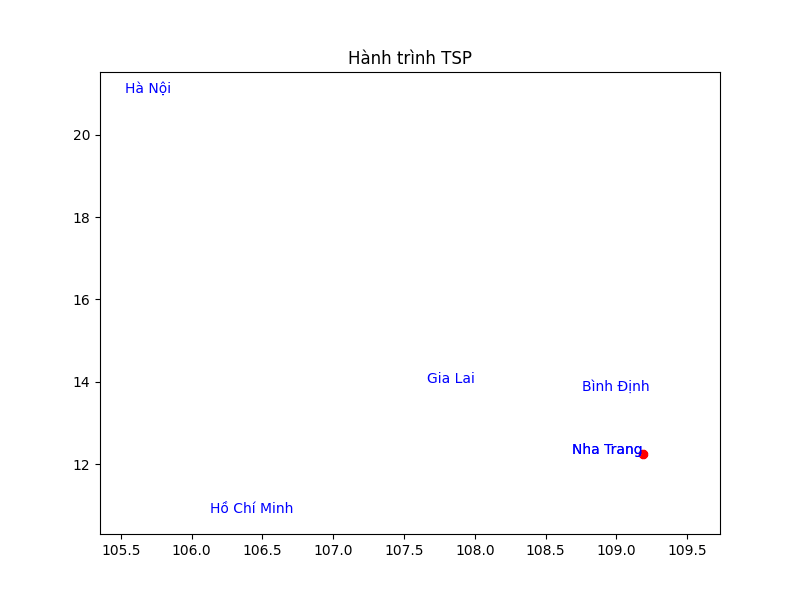 Hành trình TSP
Hà Nội
20
18
16
14
12
Gia Lai
Bình Định
Nha Trang
Hồ Chí Minh
105.5 106.0 106.5 107.0 107.5 108.0 108.5 109.0 109.5